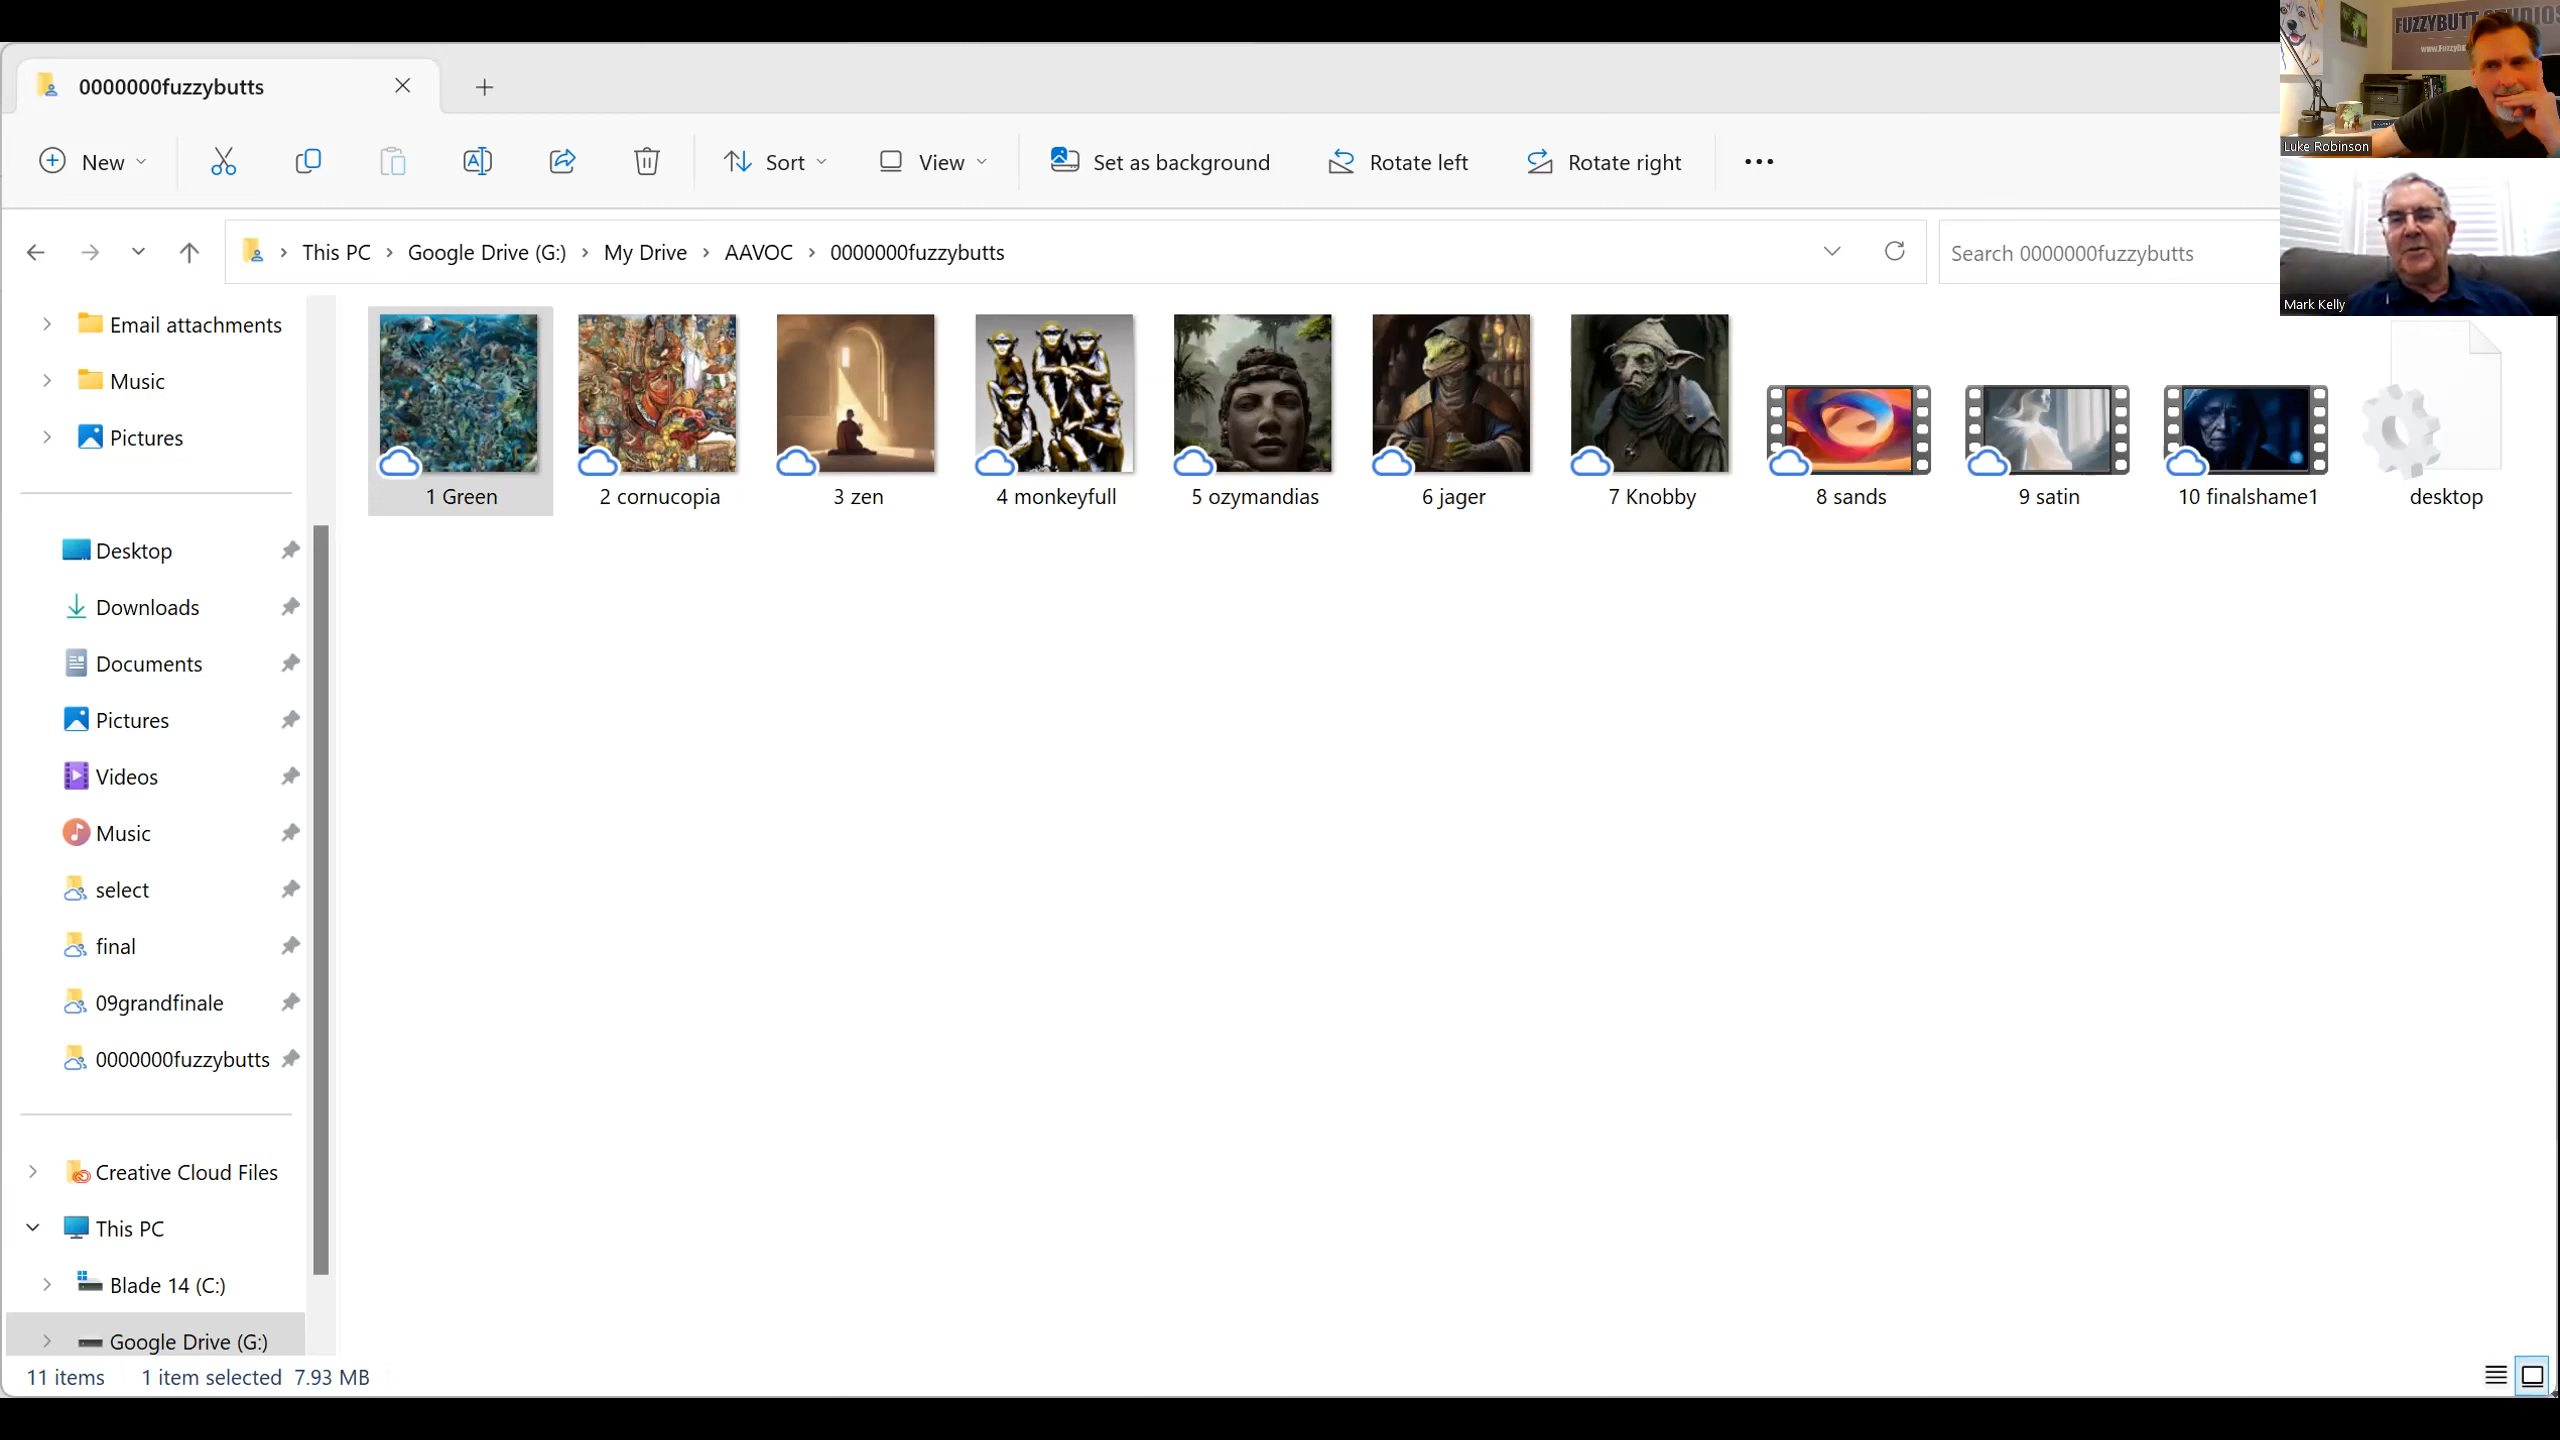 0000000fuzzybutts
New
Sort
View
Set as background
Rotate left
Rotate right
This PC
Google Drive (G:)
My Drive
AAVOC
0000000fuzzybutts
Search 0000000fuzzybutts
FUZZYBUTT STUDIOS
Luke Robinson
Mark Kelly
Email attachments
Music
Pictures
Desktop
Downloads
Documents
Pictures
Videos
Music
select
final
09grandfinale
0000000fuzzybutts
Creative Cloud Files
This PC
Blade 14 (C:)
Google Drive (G:)
1 Green
2 cornucopia
3 zen
4 monkeyfull
5 ozymandias
6 jager
7 Knobby
8 sands
9 satin
10 finalshame1
desktop
11 items 1 item selected 7.93 MB